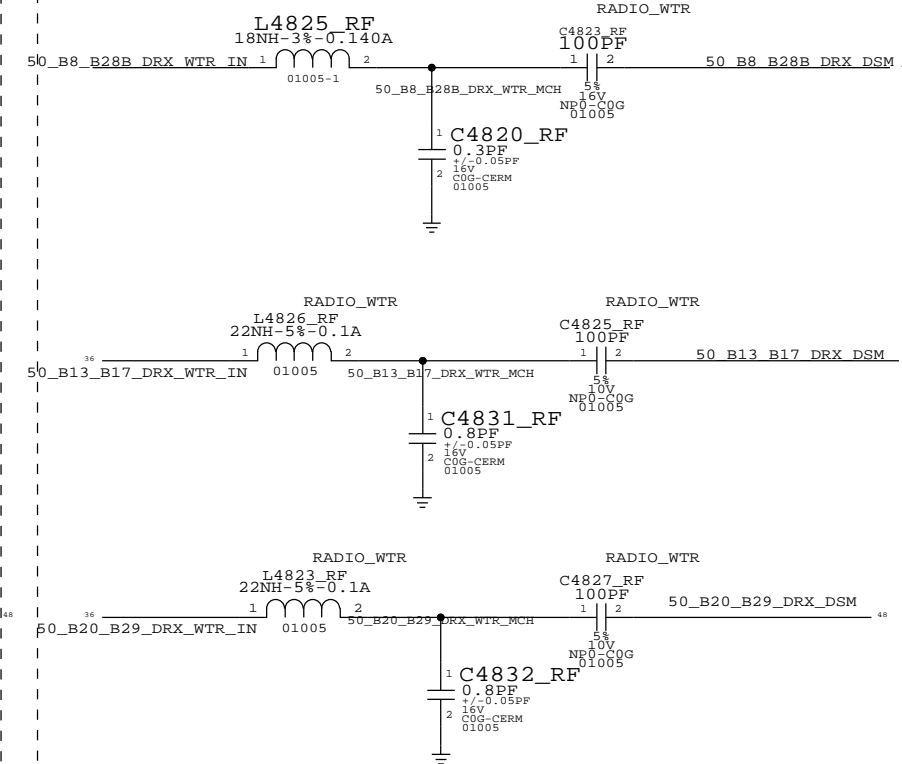 RADIO_WTR
L4825_RF
18NH-3%-0.140A
C4823_RF
100PF
50_B8_B28B_DRX_WTR_IN
1
2
1
2
50_B8_B28B_DRX_DSM
01005-1
50_B8_B28B_DRX_WTR_MCH
5%
16V
NP0-C0G
01005
1
C4820_RF
0.3PF
+/-0.05PF
16V
2
C0G-CERM
01005
RADIO_WTR
RADIO_WTR
L4826_RF
22NH-5%-0.1A
C4825_RF
100PF
36
1
2
1
2
50_B13_B17_DRX_DSM
50_B13_B17_DRX_WTR_IN
01005
50_B13_B17_DRX_WTR_MCH
5%
10V
NP0-C0G
01005
1
C4831_RF
0.8PF
+/-0.05PF
16V
2
C0G-CERM
01005
RADIO_WTR
RADIO_WTR
L4823_RF
22NH-5%-0.1A
C4827_RF
100PF
48
36
1
2
1
2
50_B20_B29_DRX_DSM
48
50_B20_B29_DRX_WTR_IN
01005
50_B20_B29_DRX_WTR_MCH
5%
10V
NP0-C0G
01005
1
C4832_RF
0.8PF
+/-0.05PF
16V
2
C0G-CERM
01005